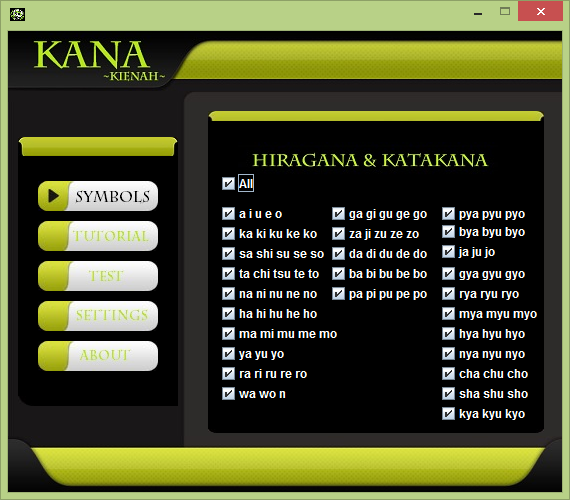 KANA
~KIENAH~
SYMBOLS
TUTORIAL
TEST
SETTINGS
ABOUT
HIRAGANA & KATAKANA
All
a i u e o
ka ki ku ke ko
sa shi su se so
ta chi tsu te to
na ni nu ne no
ha hi hu he ho
ma mi mu me mo
ya yu yo
ra ri ru re ro
wa wo n
ga gi gu ge go
za ji zu ze zo
da di du de do
ba bi bu be bo
pa pi pu pe po
pya pyu pyo
bya byu byo
ja ju jo
gya gyu gyo
rya ryu ryo
mya myu myo
hya hyu hyo
nya nyu nyo
cha chu cho
sha shu sho
kya kyu kyo